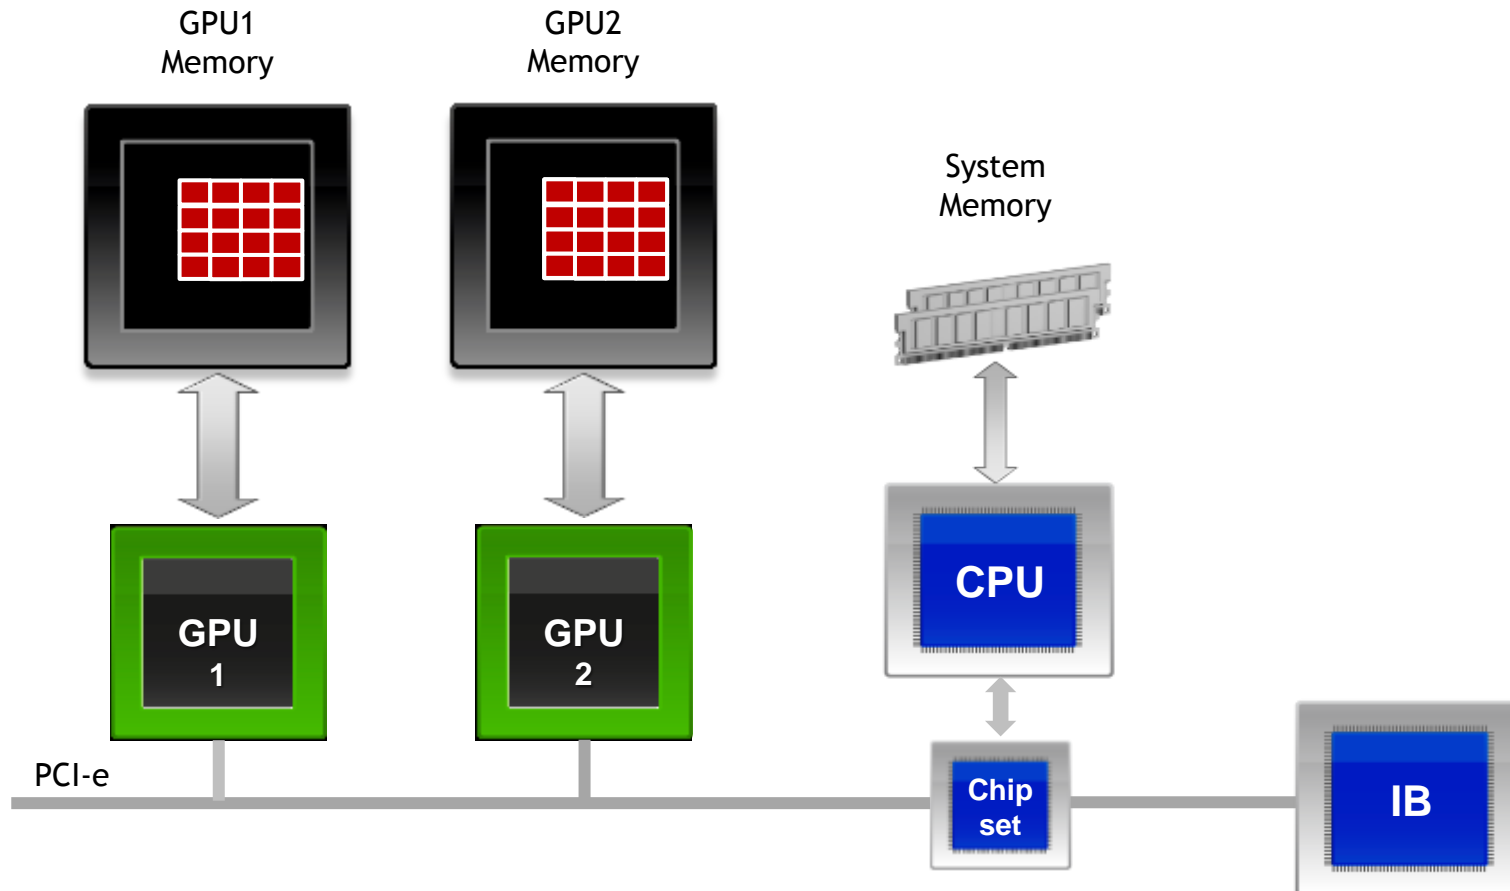 GPU1
Memory
GPU2
Memory
System
Memory
CPU
GPU
1
GPU
2
PCI-e
Chip
set
IB